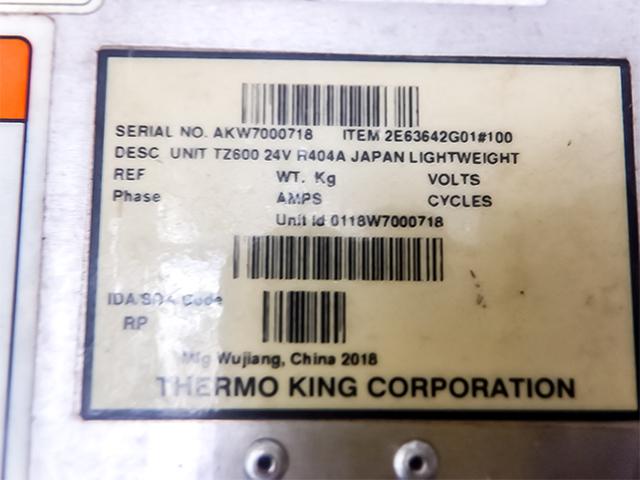 SERIAL NO. AKW7000718 ITEM 2E63642G01#100
DESC UNIT TZ600 24V R404A JAPAN LIGHTWEIGHT
REF WT. Kg VOLTS
Phase AMPS CYCLES
Unit Id 0118W7000718
Code
RP
Mfg Wujiang, China 2018
THERMO KING CORPORATION